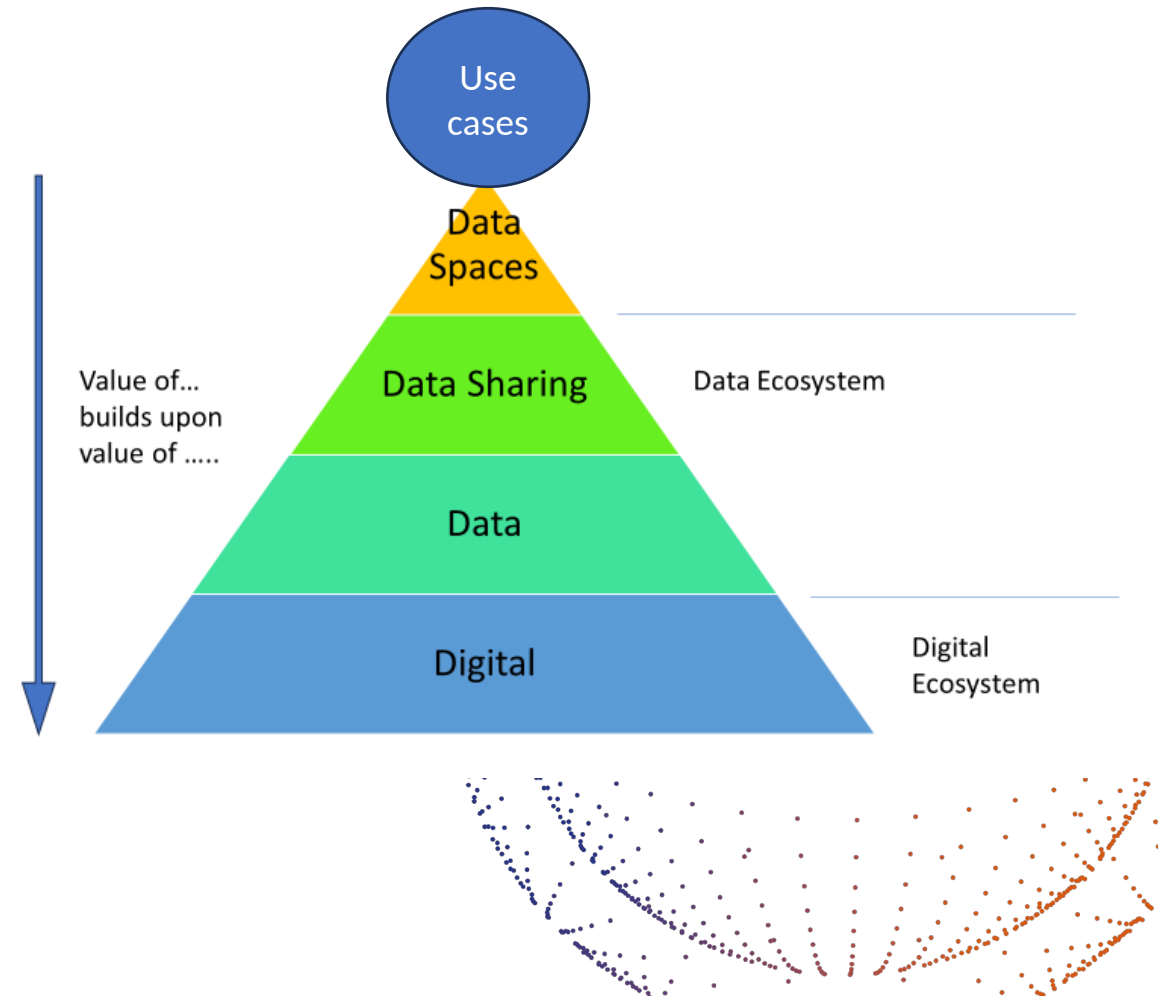 Use
cases
Data
Spaces
Value of…
builds upon
value of …..
Data Sharing
Data Ecosystem
Data
Digital
Digital
Ecosystem